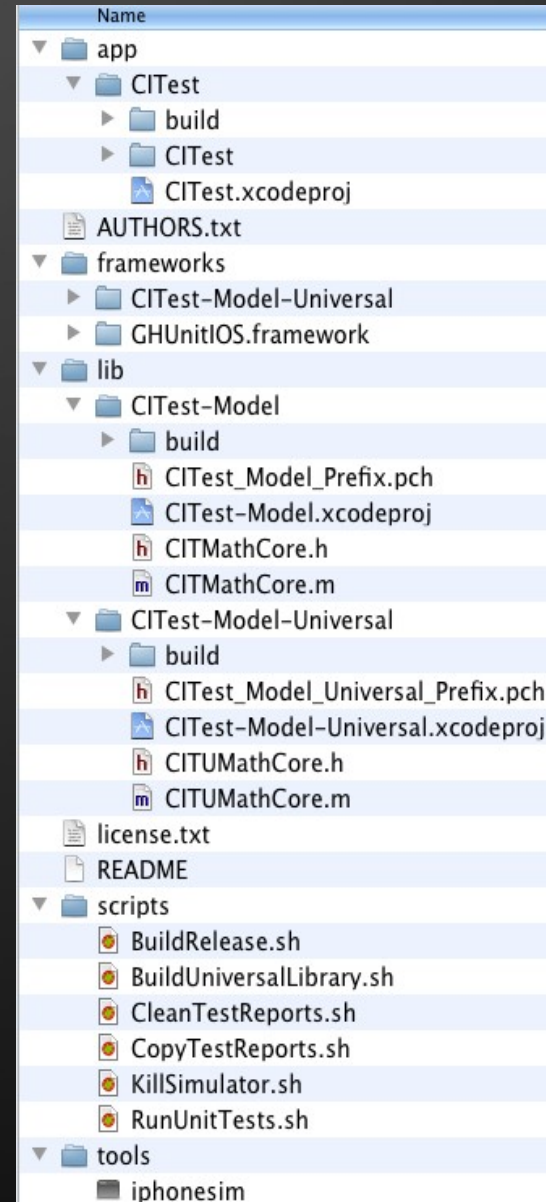 Name
app
CITest
build
CITest
CITest.xcodeproj
AUTHORS.txt
frameworks
CITest-Model-Universal
GHUnitIOS.framework
lib
CITest-Model
build
h CITest_Model_Prefix.pch
CITest-Model.xcodeproj
h CITMathCore.h
m CITMathCore.m
CITest-Model-Universal
build
h CITest_Model_Universal_Prefix.pch
CITest-Model-Universal.xcodeproj
h CITUMathCore.h
m CITUMathCore.m
license.txt
README
scripts
BuildRelease.sh
BuildUniversalLibrary.sh
CleanTestReports.sh
CopyTestReports.sh
KillSimulator.sh
RunUnitTests.sh
tools
iphonesim